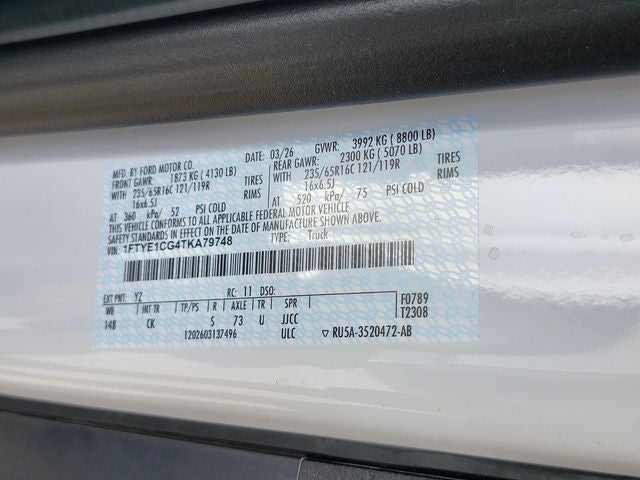 MFD. BY FORD MOTOR CO. 03/26 GVWR: 3992 KG ( 8800 LB)
FRONT GAWR: 1873 KG ( 4130 LB) REAR GAWR: 2300 KG ( 5070 LB)
WITH 235/65R16C 121/119R TIRES WITH 235/65R16C 121/119R TIRES
16x6.5J RIMS 16x6.5J RIMS
AT 360 kPa/ 52 PSI COLD AT 520 kPa/ 75 PSI COLD
THIS VEHICLE CONFORMS TO ALL APPLICABLE FEDERAL MOTOR VEHICLE
SAFETY STANDARDS IN EFFECT ON THE DATE OF MANUFACTURE SHOWN ABOVE.
VIN: 1FTYE1CG4TKA79748 TYPE: Truck
EXT PNT: YZ RC: 11 DSO:
WB INT TR TP/PS R AXLE TR SPR F0789
148 CK S 73 U JJCC T2308
1202603137496 ULC ▽ RU5A-3520472-AB